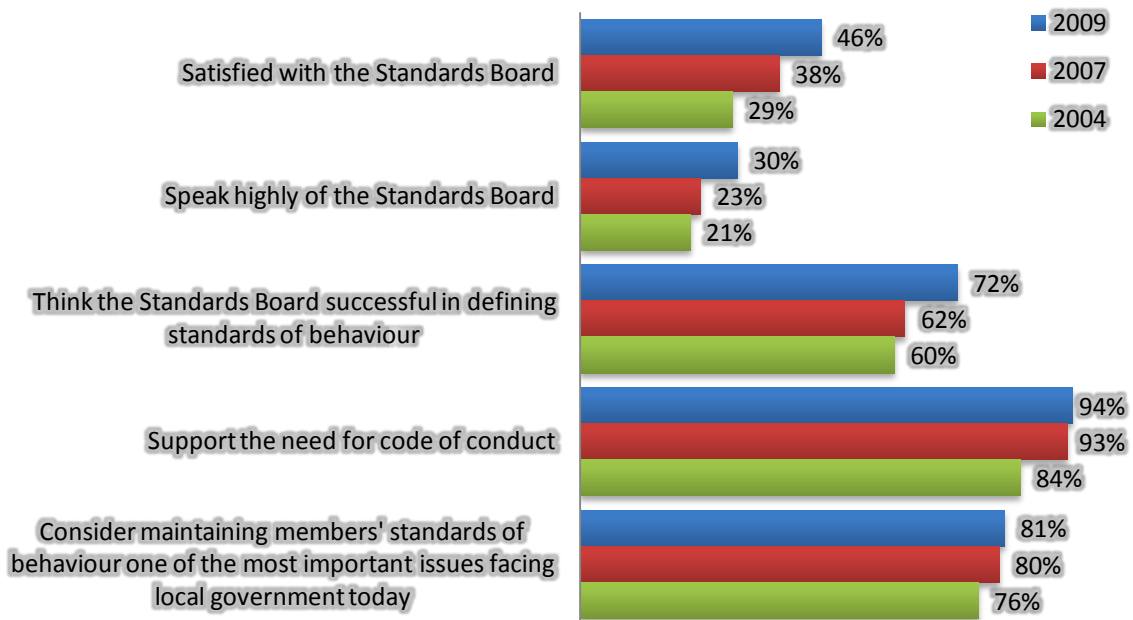 2009
46%
Satisfied with the Standards Board
38%
2007
29%
2004
30%
Speak highly of the Standards Board
23%
21%
72%
Think the Standards Board successful in defining
standards of behaviour
62%
60%
94%
Support the need for code of conduct
93%
84%
Consider maintaining members' standards of
behaviour one of the most important issues facing
local government today
81%
80%
76%